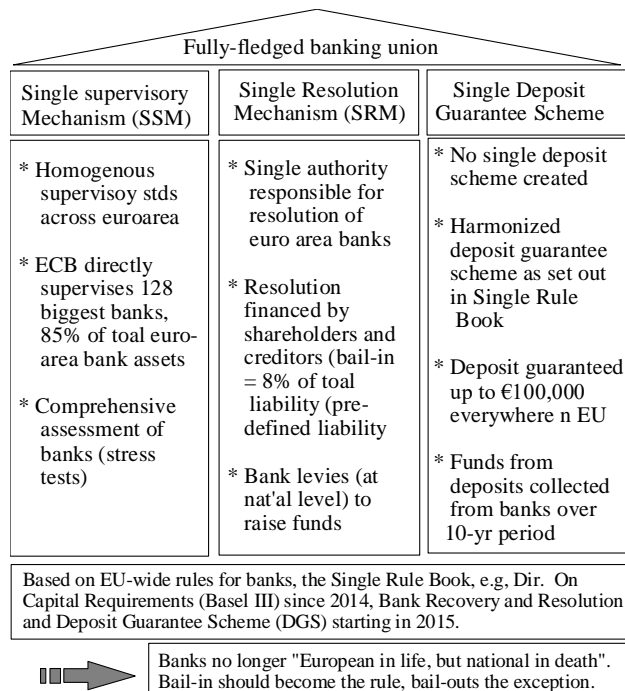 Fully-fledged banking union
Single supervisory
Mechanism (SSM)
* Homogenous
supervisoy stds
across euroarea
* ECB directly
supervises 128
biggest banks,
85% of toal euro-
area bank assets
* Comprehensive
assessment of
banks (stress
tests)
Single Resolution
Mechanism (SRM)
* Single authority
responsible for
resolution of
euro area banks
* Resolution
financed by
shareholders and
creditors (bail-in
= 8% of toal
liability (pre-
defined liability
* Bank levies (at
nat'al level) to
raise funds
Single Deposit
Guarantee Scheme
* No single deposit
scheme created
* Harmonized
deposit guarantee
scheme as set out
in Single Rule
Book
* Deposit guaranteed
up to €100,000
everywhere n EU
* Funds from
deposits collected
from banks over
10-yr period
Based on EU-wide rules for banks, the Single Rule Book, e.g, Dir. On
Capital Requirements (Basel III) since 2014, Bank Recovery and Resolution
and Deposit Guarantee Scheme (DGS) starting in 2015.
Banks no longer "European in life, but national in death".
Bail-in should become the rule, bail-outs the exception.